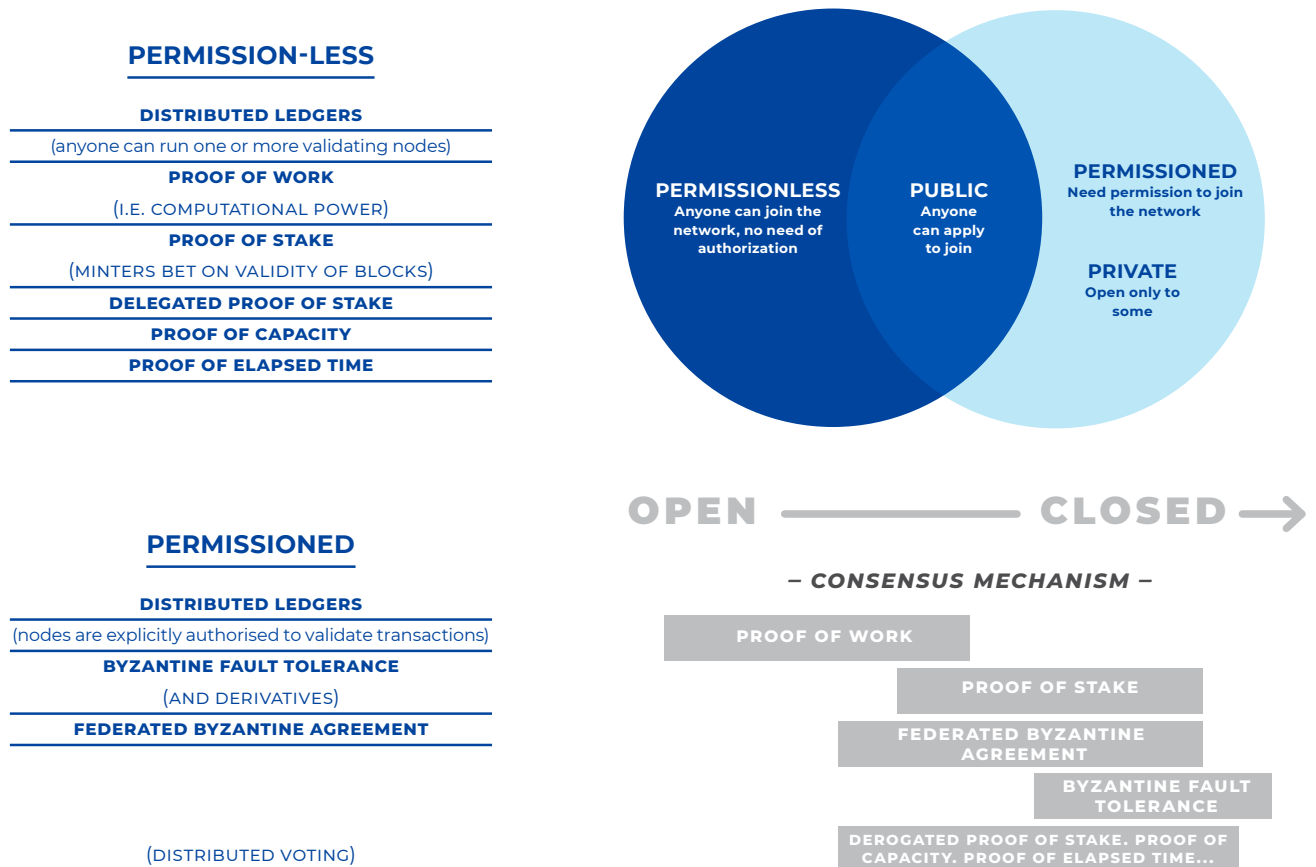 PERMISSION-LESS
DISTRIBUTED LEDGERS
(anyone can run one or more validating nodes)
PROOF OF WORK
(I.E. COMPUTATIONAL POWER)
PROOF OF STAKE
(MINTERS BET ON VALIDITY OF BLOCKS)
DELEGATED PROOF OF STAKE
PROOF OF CAPACITY
PROOF OF ELAPSED TIME
PERMISSIONED
DISTRIBUTED LEDGERS
(nodes are explicitly authorised to validate transactions)
BYZANTINE FAULT TOLERANCE
(AND DERIVATIVES)
FEDERATED BYZANTINE AGREEMENT
(DISTRIBUTED VOTING)
PERMISSIONLESS
Anyone can join the
network, no need of
authorization
PUBLIC
Anyone
can apply
to join
PERMISSIONED
Need permission to join
the network
PRIVATE
Open only to
some
OPEN CLOSED
– CONSENSUS MECHANISM –
PROOF OF WORK
PROOF OF STAKE
FEDERATED BYZANTINE
AGREEMENT
BYZANTINE FAULT
TOLERANCE
DEROGATED PROOF OF STAKE. PROOF OF
CAPACITY. PROOF OF ELAPSED TIME...